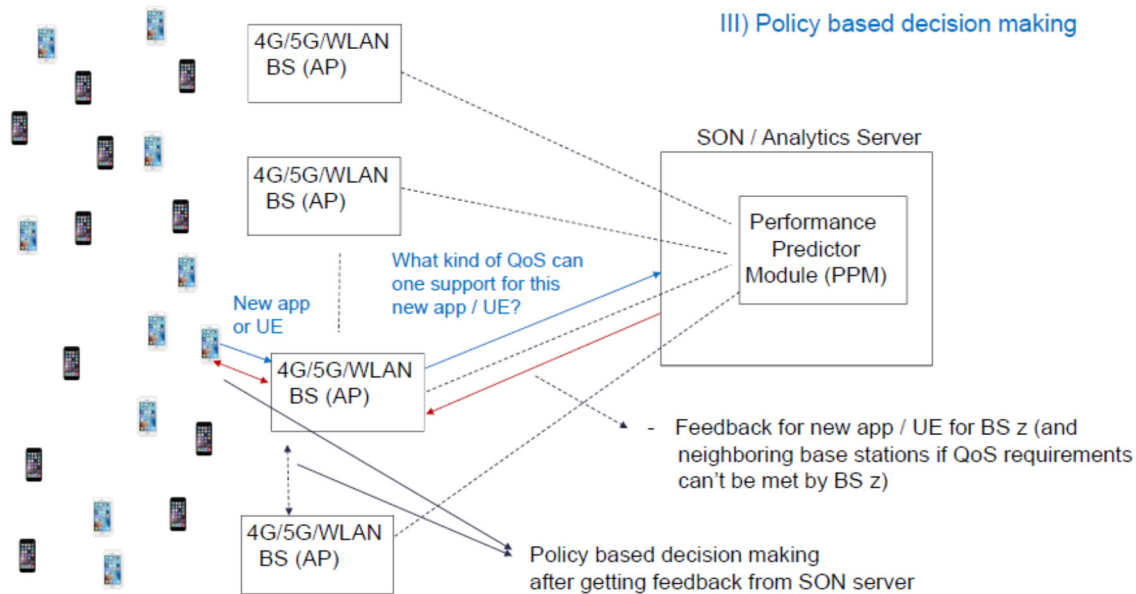 III) Policy based decision making
4G/5G/WLAN
BS (AP)
SON / Analytics Server
4G/5G/WLAN
BS (AP)
Performance
Predictor
Module (PPM)
What kind of QoS can
one support for this
new app / UE?
New app
or UE
4G/5G/WLAN
BS (AP)
- Feedback for new app / UE for BS z (and
neighboring base stations if QoS requirements
can't be met by BS z)
4G/5G/WLAN
BS (AP)
Policy based decision making
after getting feedback from SON server